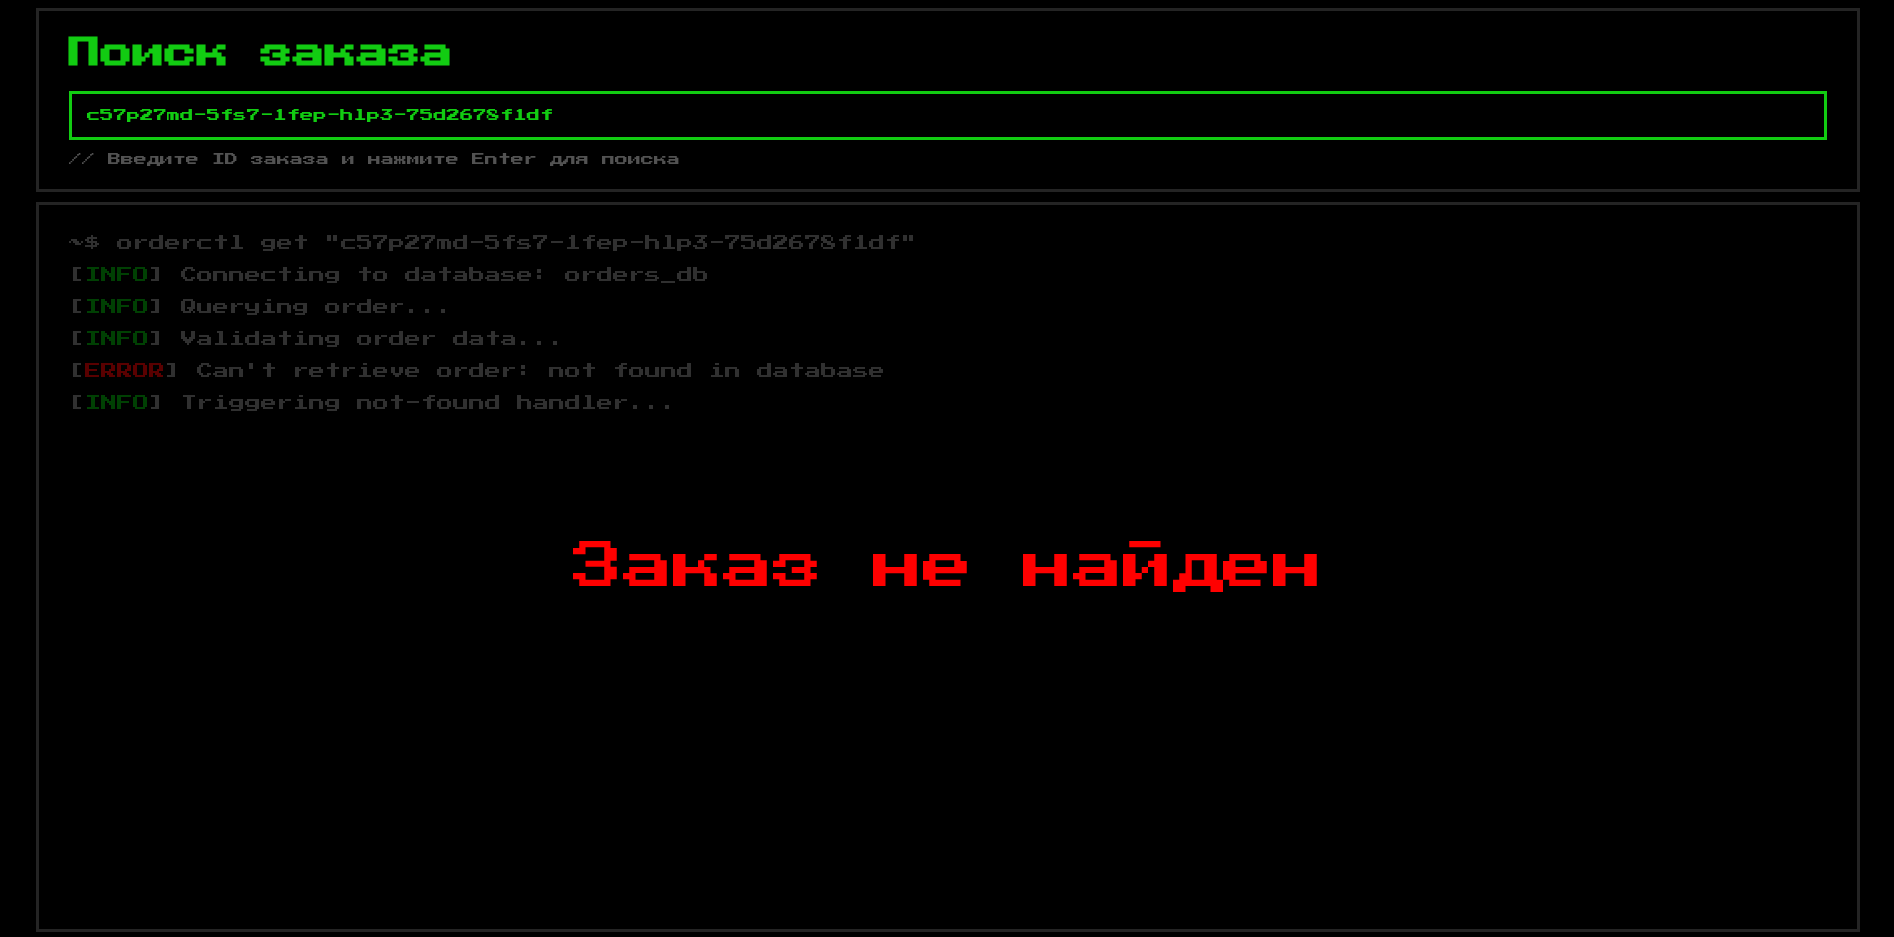 Поиск заказа
c57p27md-5fs7-1fep-hlp3-75d2678f1df
// Введите ID заказа и нажмите Enter для поиска
~$ orderctl get "c57p27md-5fs7-1fep-hlp3-75d2678f1df"
[INFO] Connecting to database: orders_db
[INFO] Querying order...
[INFO] Validating order data...
[ERROR] Can't retrieve order: not found in database
[INFO] Triggering not-found handler...
Заказ не найден